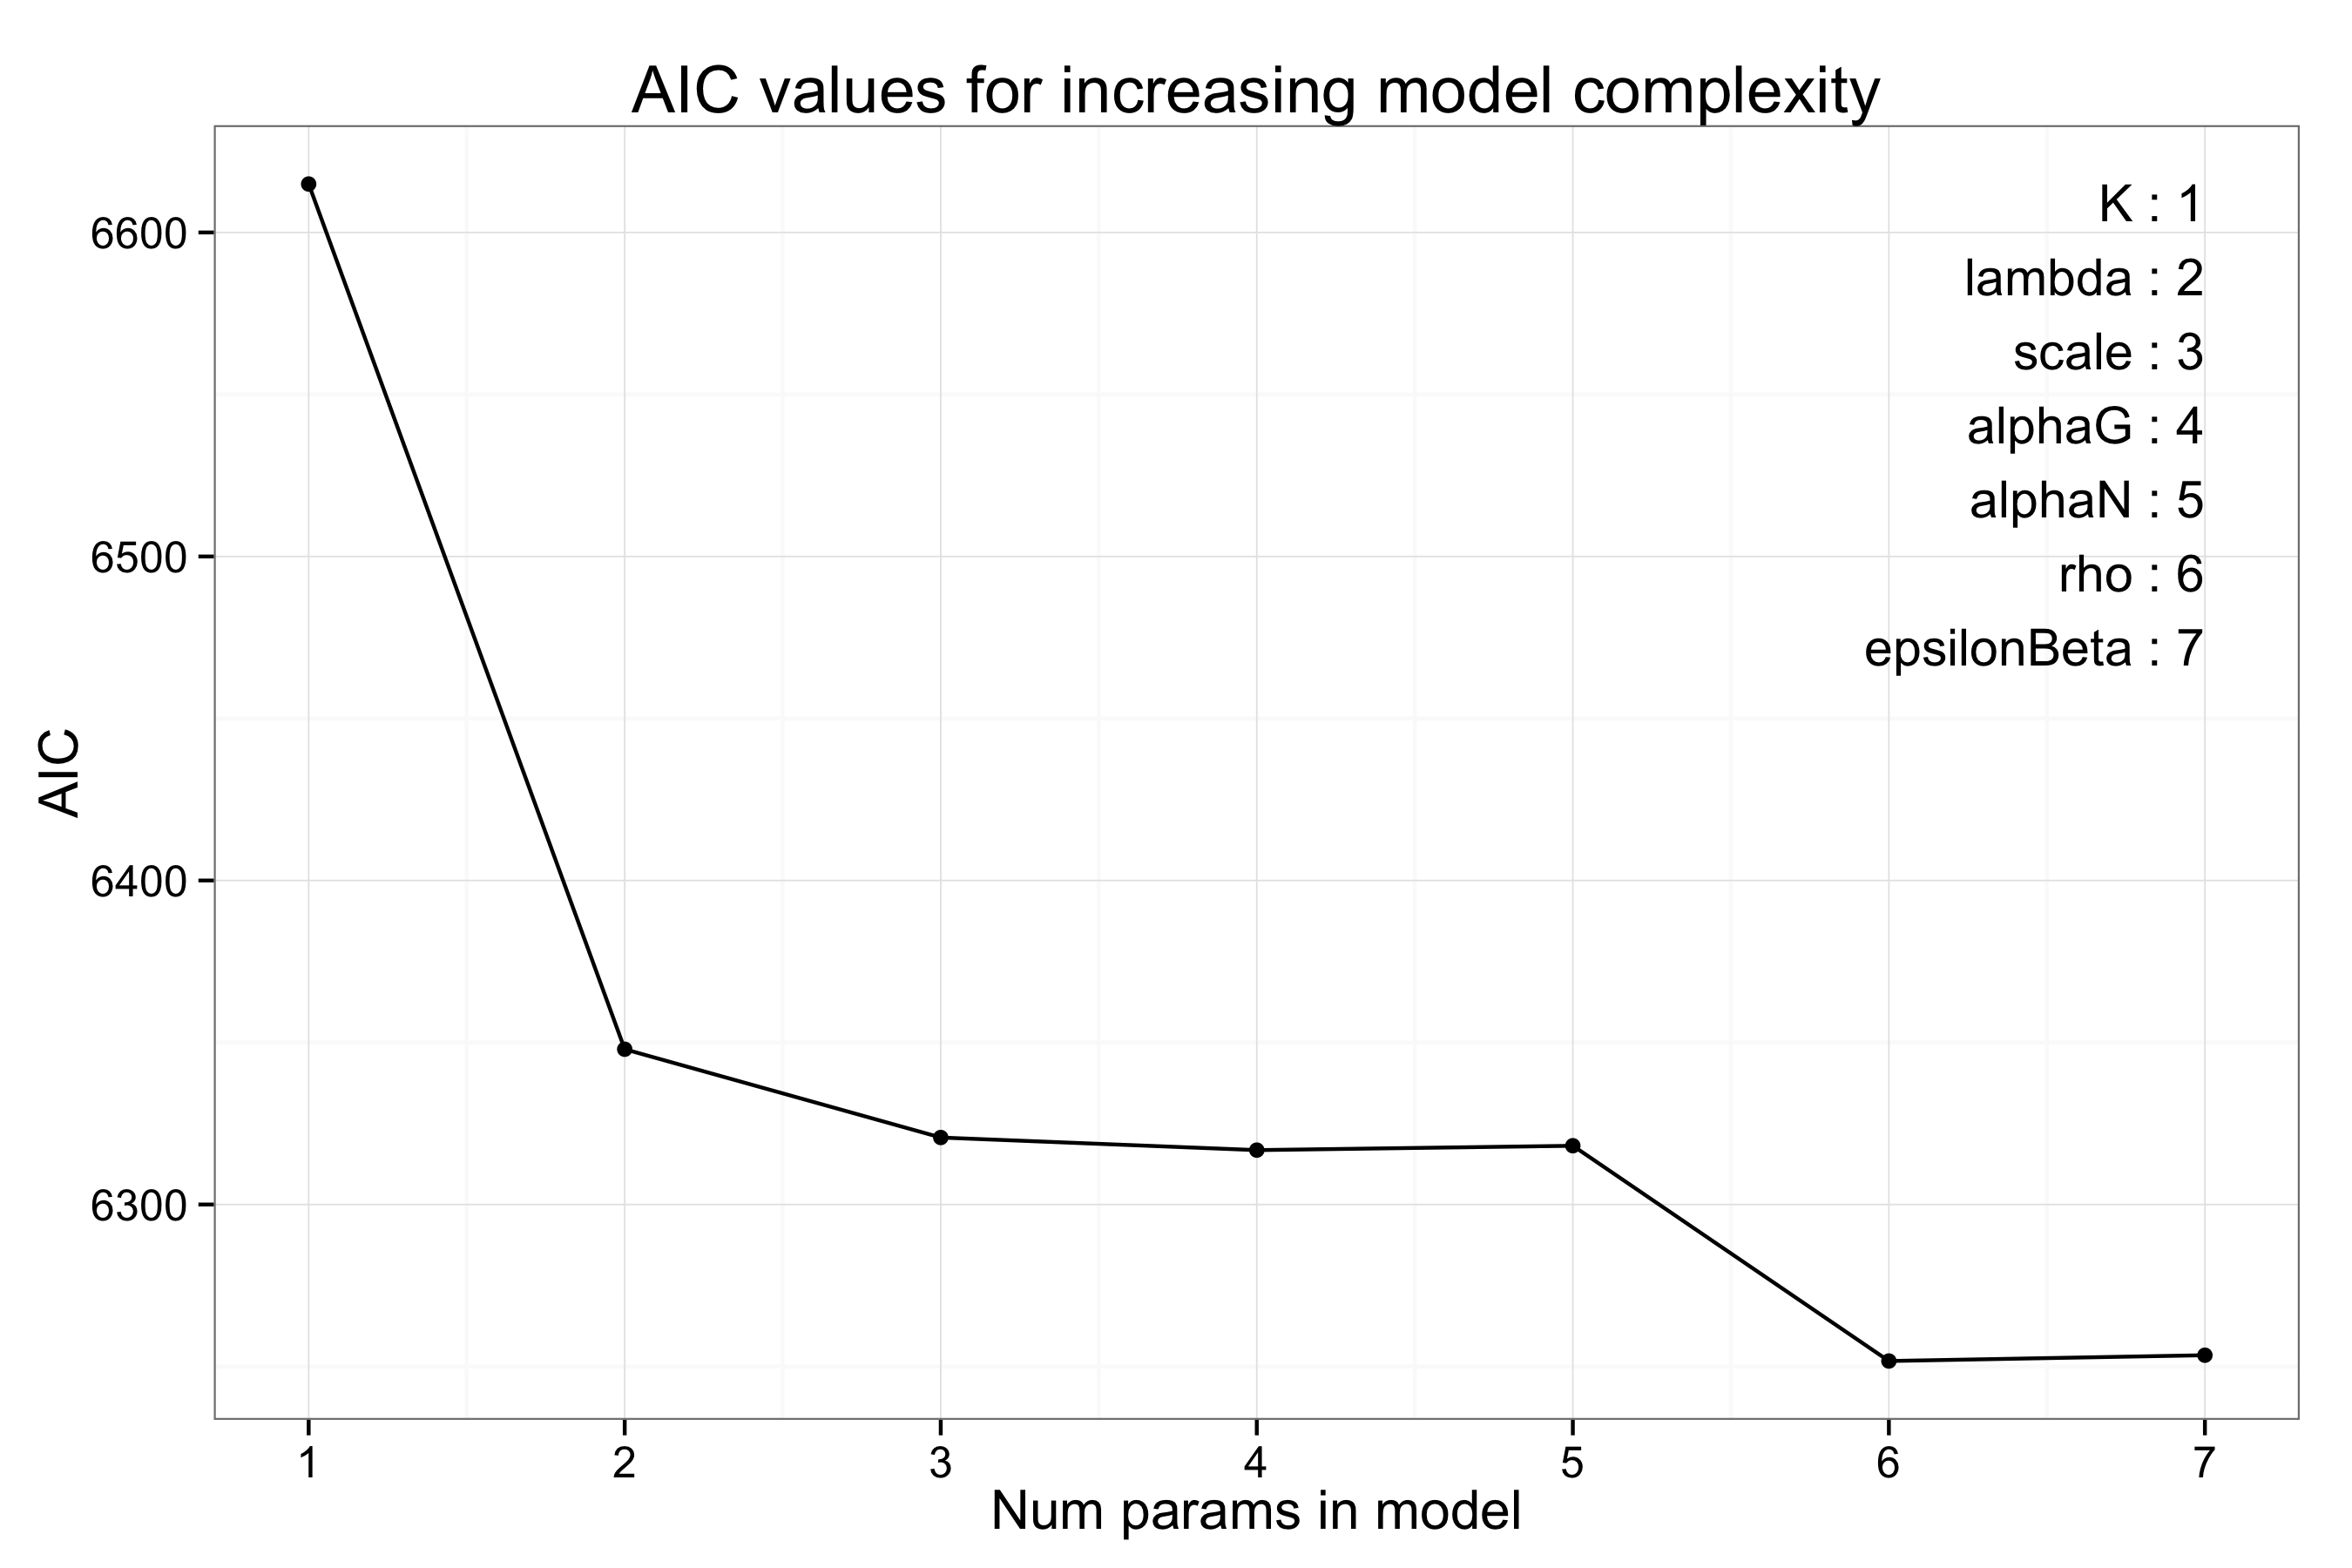 AIC values for increasing model complexity
K : 1
lambda : 2
scale : 3
alphaG : 4
alphaN : 5
rho : 6
epsilonBeta : 7
AIC
6600
6500
6400
6300
1 2 3 4 5 6 7
Num params in model